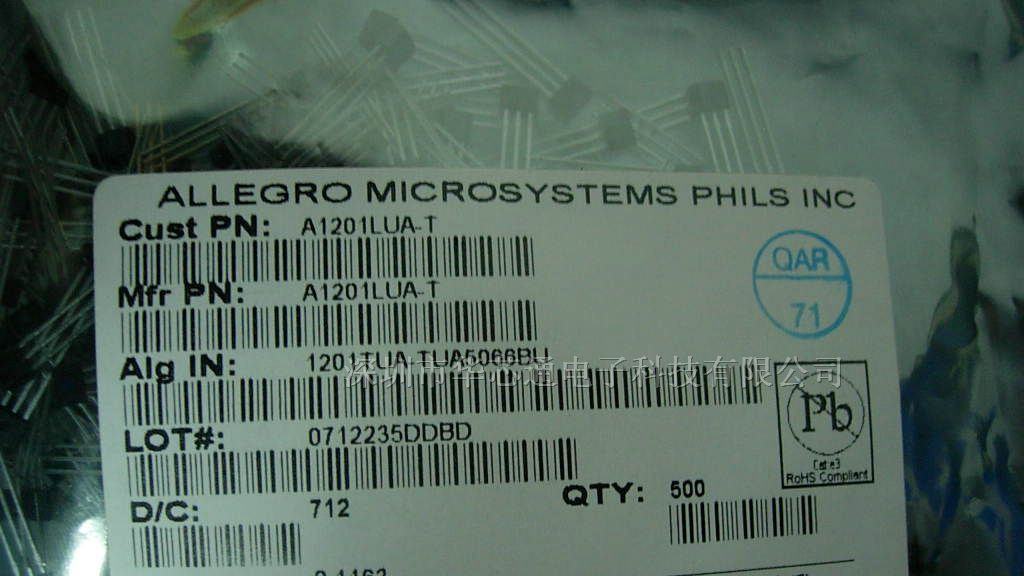 ALLEGRO MICROSYSTEMS PHILS INC
Cust PN: A1201LUA-T
QAR
71
Mfr PN: A1201LUA-T
Alg IN: 1201LUA-TUA5066BU
深圳市华芯通电子科技有限公司
Pb
Cat e3
RoHS Compliant
LOT#: 0712235DDBD
D/C: 712
QTY: 500